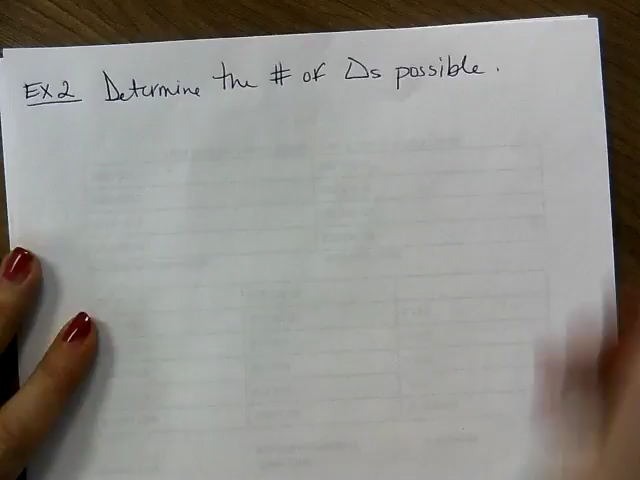 EX 2 Determine the # of Δs possible.